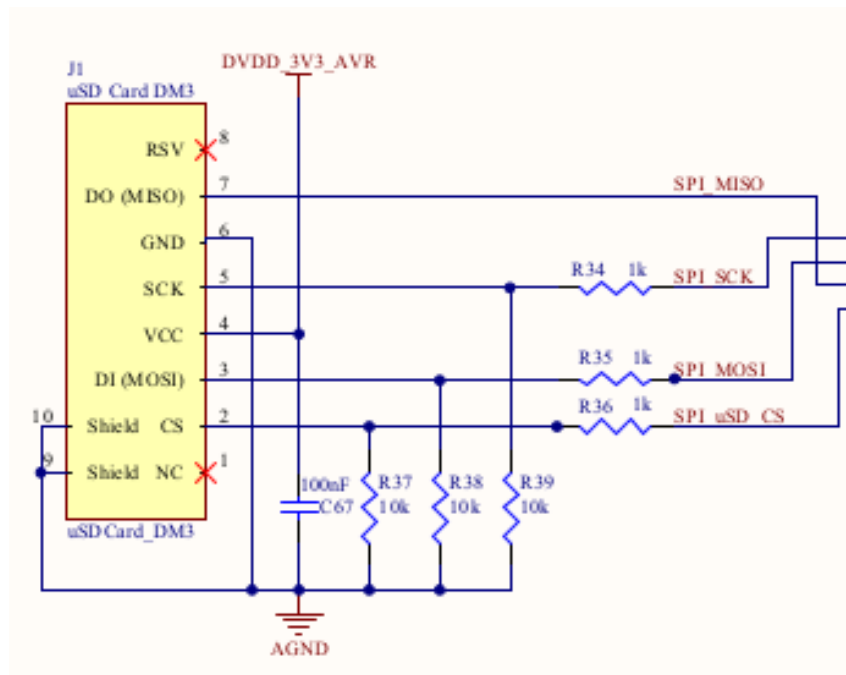 J1
uSD Card DM3
DVDD_3V3_AVR
RSV 8
DO (MISO) 7 SPI_MISO
GND 6
SCK 5 R34 1k SPI_SCK
VCC 4
DI (MOSI) 3 R35 1k SPI_MOSI
10 Shield CS 2 R36 1k SPI_uSD_CS
9 Shield NC 1
100nF R37 R38 R39
C67 10k 10k 10k
uSDCard_DM3
AGND